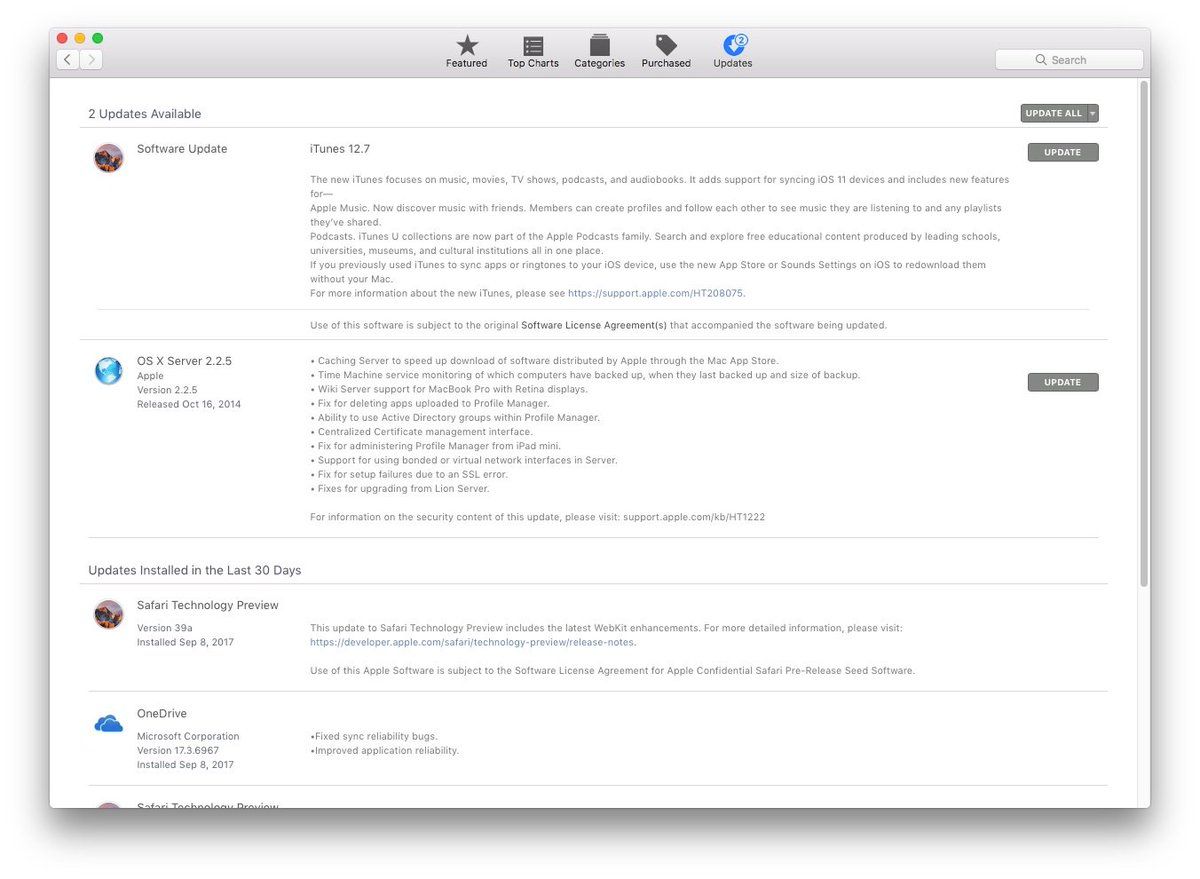 2
Featured
Top Charts
Categories
Purchased
Updates
Search
2 Updates Available
UPDATE ALL
Software Update
iTunes 12.7
UPDATE
The new iTunes focuses on music, movies, TV shows, podcasts, and audiobooks. It adds support for syncing iOS 11 devices and includes new features
for—
Apple Music. Now discover music with friends. Members can create profiles and follow each other to see music they are listening to and any playlists
they've shared.
Podcasts. iTunes U collections are now part of the Apple Podcasts family. Search and explore free educational content produced by leading schools,
universities, museums, and cultural institutions all in one place.
If you previously used iTunes to sync apps or ringtones to your iOS device, use the new App Store or Sounds Settings on iOS to redownload them
without your Mac.
For more information about the new iTunes, please see https://support.apple.com/HT208075.
Use of this software is subject to the original Software License Agreement(s) that accompanied the software being updated.
OS X Server 2.2.5
Apple
Version 2.2.5
Released Oct 16, 2014
• Caching Server to speed up download of software distributed by Apple through the Mac App Store.
• Time Machine service monitoring of which computers have backed up, when they last backed up and size of backup.
• Wiki Server support for MacBook Pro with Retina displays.
• Fix for deleting apps uploaded to Profile Manager.
• Ability to use Active Directory groups within Profile Manager.
• Centralized Certificate management interface.
• Fix for administering Profile Manager from iPad mini.
• Support for using bonded or virtual network interfaces in Server.
• Fix for setup failures due to an SSL error.
• Fixes for upgrading from Lion Server.
For information on the security content of this update, please visit: support.apple.com/kb/HT1222
UPDATE
Updates Installed in the Last 30 Days
Safari Technology Preview
Version 39a
Installed Sep 8, 2017
This update to Safari Technology Preview includes the latest WebKit enhancements. For more detailed information, please visit:
https://developer.apple.com/safari/technology-preview/release-notes.
Use of this Apple Software is subject to the Software License Agreement for Apple Confidential Safari Pre-Release Seed Software.
OneDrive
Microsoft Corporation
Version 17.3.6967
Installed Sep 8, 2017
•Fixed sync reliability bugs.
•Improved application reliability.
Safari Technology Preview